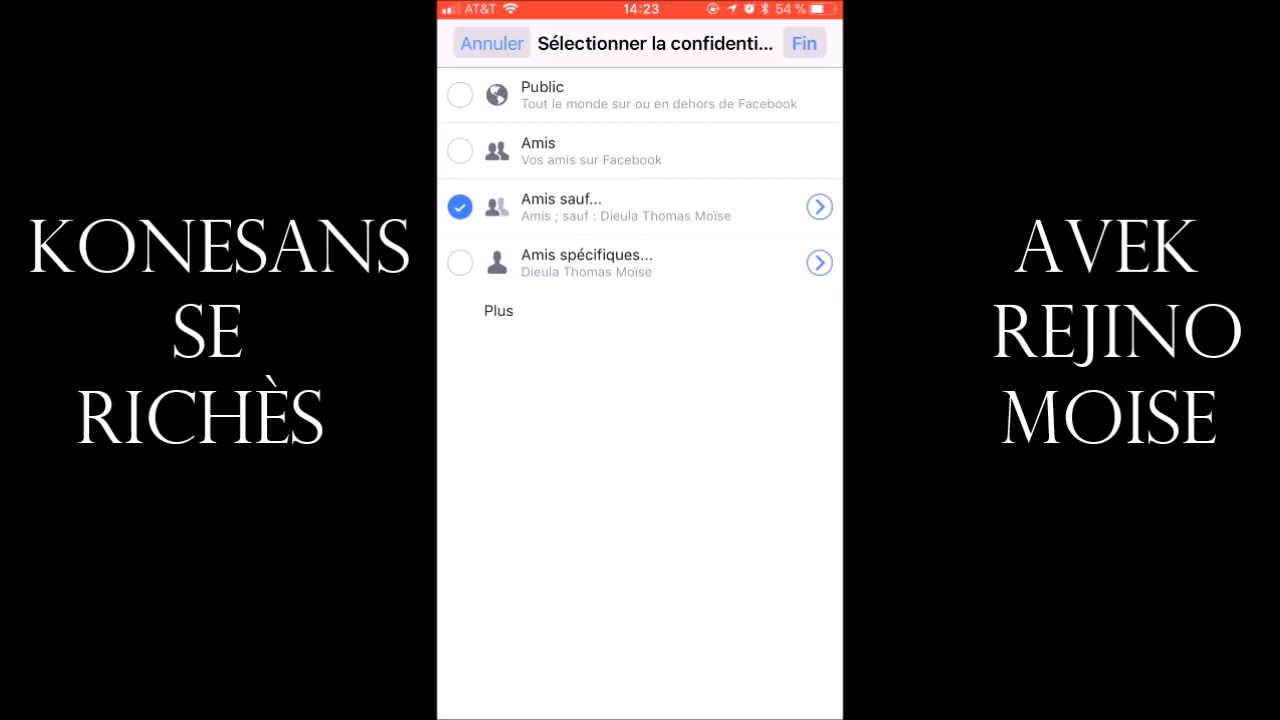 AT&T 14:23 54 %
Annuler Sélectionner la confidenti... Fin
Public
Tout le monde sur ou en dehors de Facebook
Amis
Vos amis sur Facebook
Amis sauf...
Amis ; sauf : Dieula Thomas Moïse
Amis spécifiques...
Dieula Thomas Moïse
Plus
KONESANS
SE
RICHÈS
AVEK
REJINO
MOISE